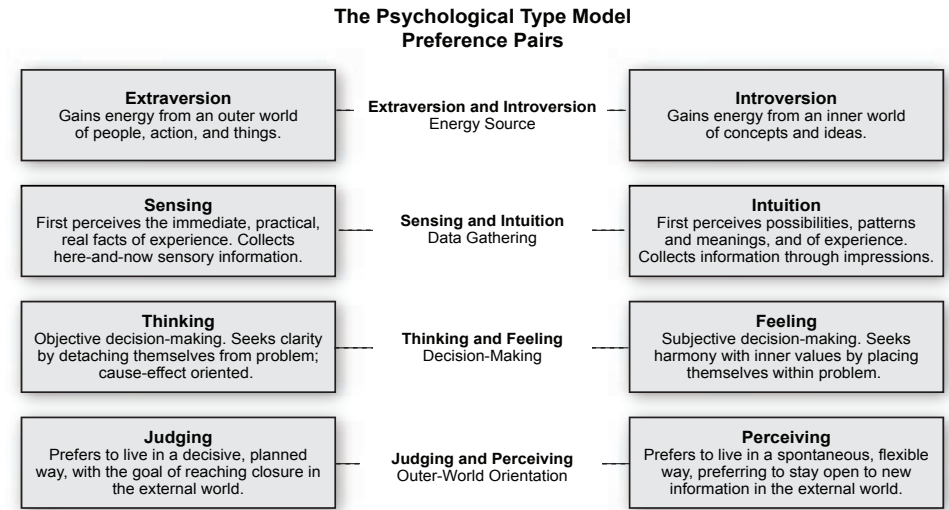 The Psychological Type Model
Preference Pairs
Extraversion
Gains energy from an outer world
of people, action, and things.
Extraversion and Introversion
Energy Source
Introversion
Gains energy from an inner world
of concepts and ideas.
Sensing
First perceives the immediate, practical,
real facts of experience. Collects
here-and-now sensory information.
Sensing and Intuition
Data Gathering
Intuition
First perceives possibilities, patterns
and meanings, and of experience.
Collects information through impressions.
Thinking
Objective decision-making. Seeks clarity
by detaching themselves from problem;
cause-effect oriented.
Thinking and Feeling
Decision-Making
Feeling
Subjective decision-making. Seeks
harmony with inner values by placing
themselves within problem.
Judging
Prefers to live in a decisive, planned
way, with the goal of reaching closure in
the external world.
Judging and Perceiving
Outer-World Orientation
Perceiving
Prefers to live in a spontaneous, flexible
way, preferring to stay open to new
information in the external world.